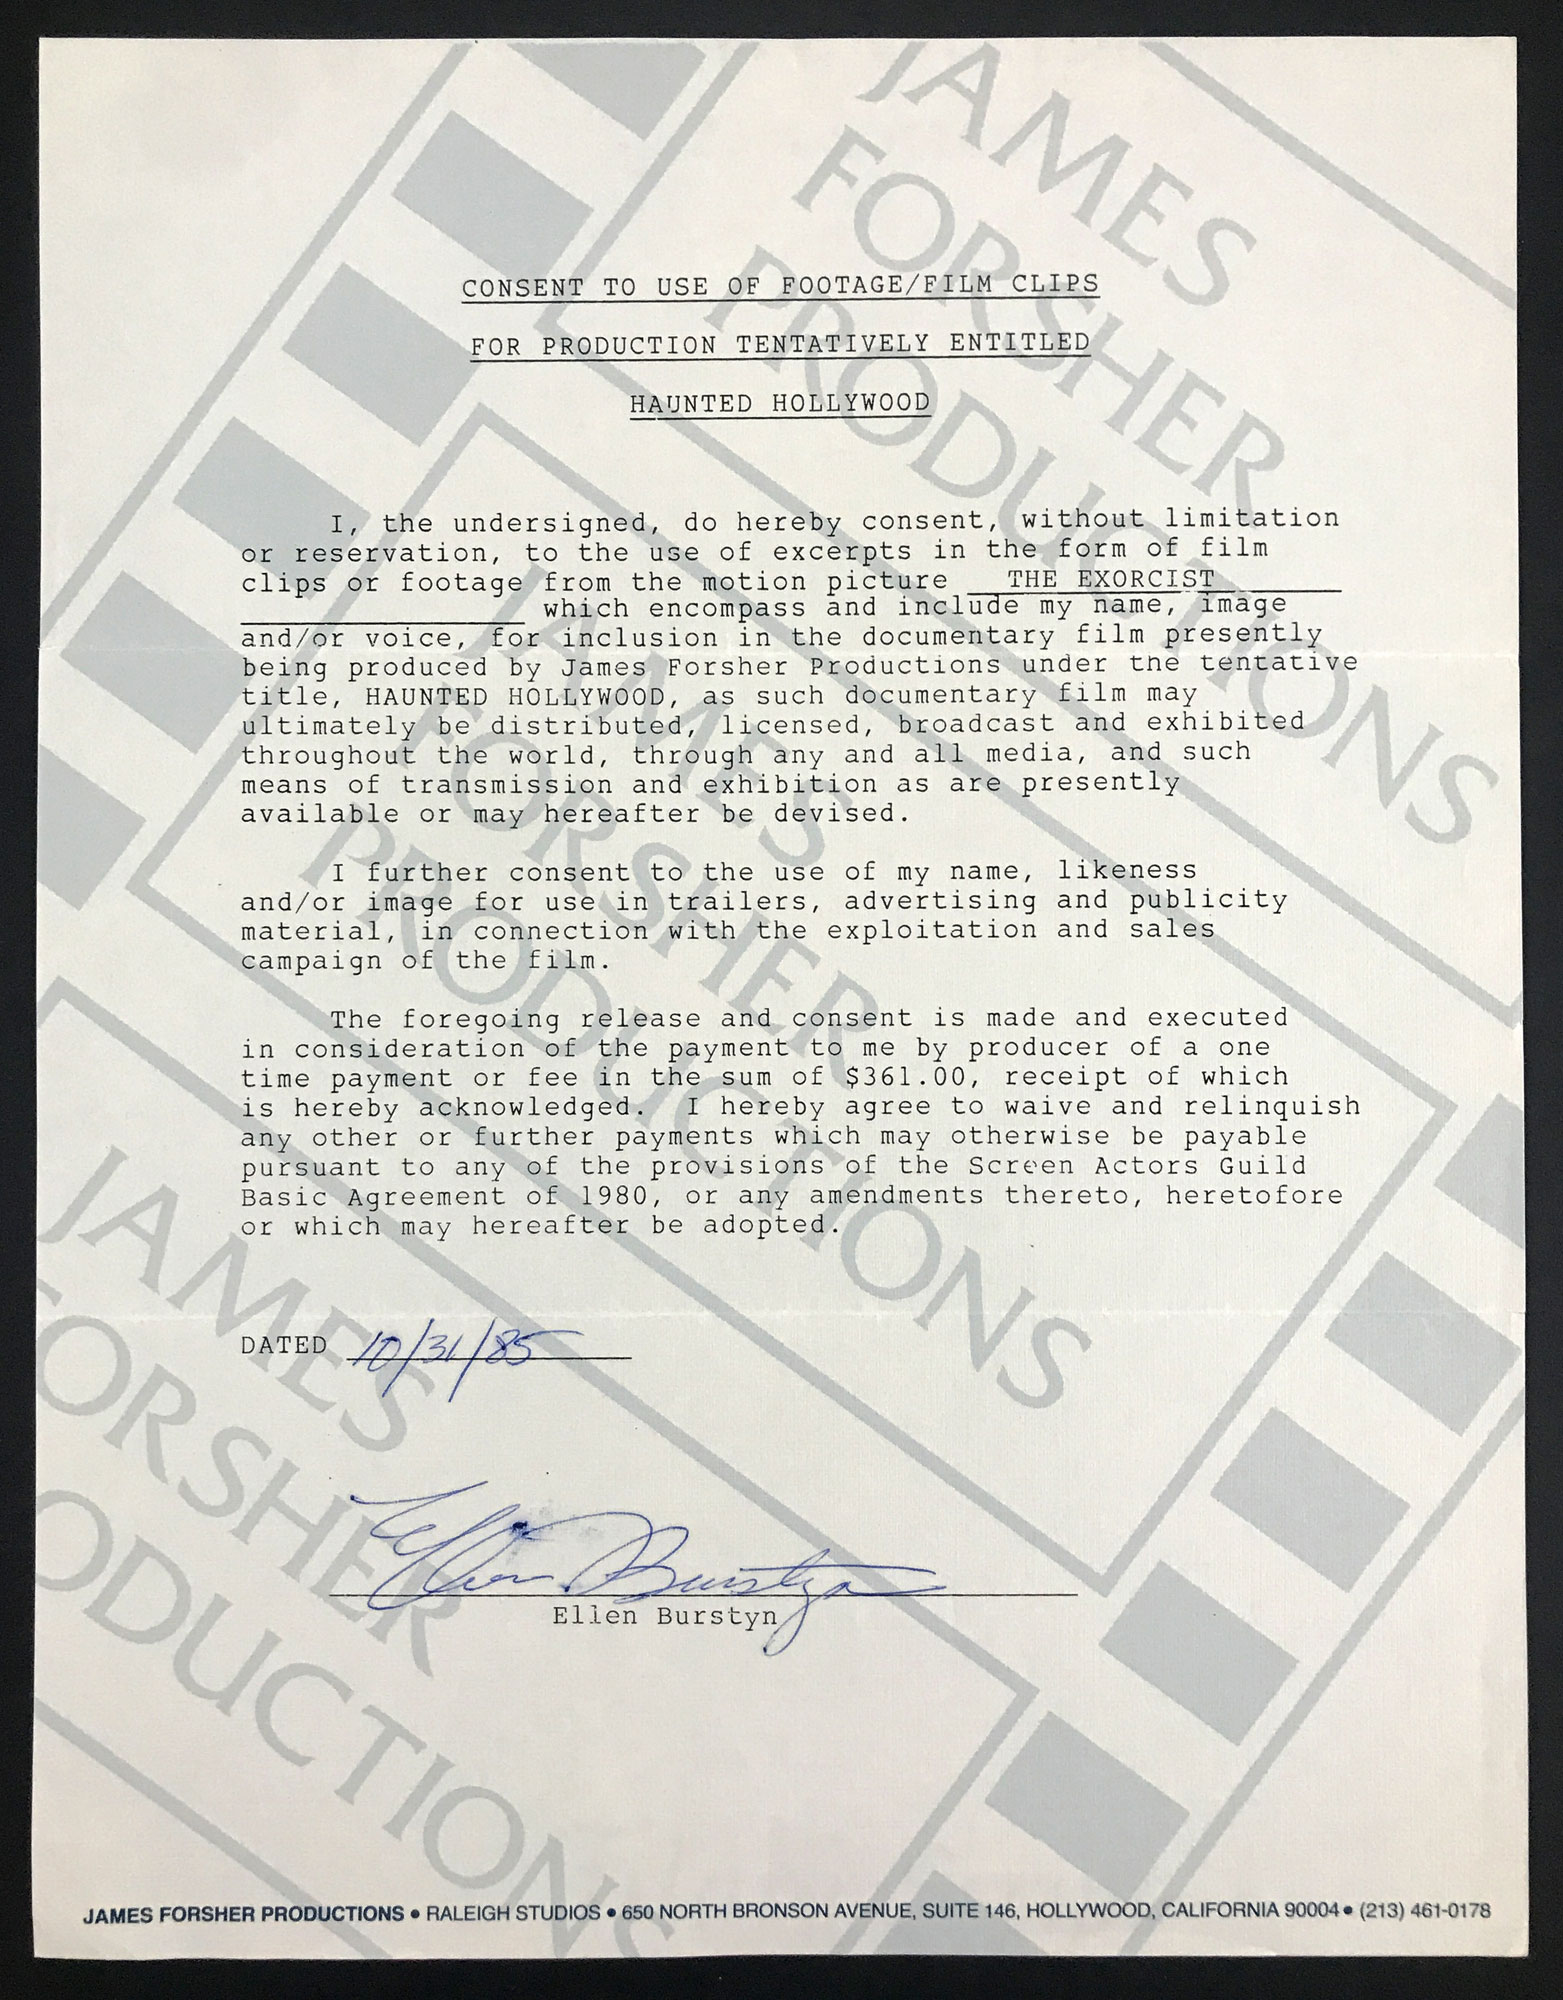 CONSENT TO USE OF FOOTAGE/FILM CLIPS
FOR PRODUCTION TENTATIVELY ENTITLED
HAUNTED HOLLYWOOD
I, the undersigned, do hereby consent, without limitation
or reservation, to the use of excerpts in the form of film
clips or footage from the motion picture THE EXORCIST
which encompass and include my name, image
and/or voice, for inclusion in the documentary film presently
being produced by James Forsher Productions under the tentative
title, HAUNTED HOLLYWOOD, as such documentary film may
ultimately be distributed, licensed, broadcast and exhibited
throughout the world, through any and all media, and such
means of transmission and exhibition as are presently
available or may hereafter be devised.
I further consent to the use of my name, likeness
and/or image for use in trailers, advertising and publicity
material, in connection with the exploitation and sales
campaign of the film.
The foregoing release and consent is made and executed
in consideration of the payment to me by producer of a one
time payment or fee in the sum of $361.00, receipt of which
is hereby acknowledged. I hereby agree to waive and relinquish
any other or further payments which may otherwise be payable
pursuant to any of the provisions of the Screen Actors Guild
Basic Agreement of 1980, or any amendments thereto, heretofore
or which may hereafter be adopted.
DATED 10/31/85
Ellen Burstyn
Ellen Burstyn
JAMES FORSHER PRODUCTIONS • RALEIGH STUDIOS • 650 NORTH BRONSON AVENUE, SUITE 146, HOLLYWOOD, CALIFORNIA 90004 • (213) 461-0178
JAMES
FORSHER
PRODUCTIONS
JAMES
FORSHER
PRODUCTIONS
JAMES
FORSHER
PRODUCTIONS